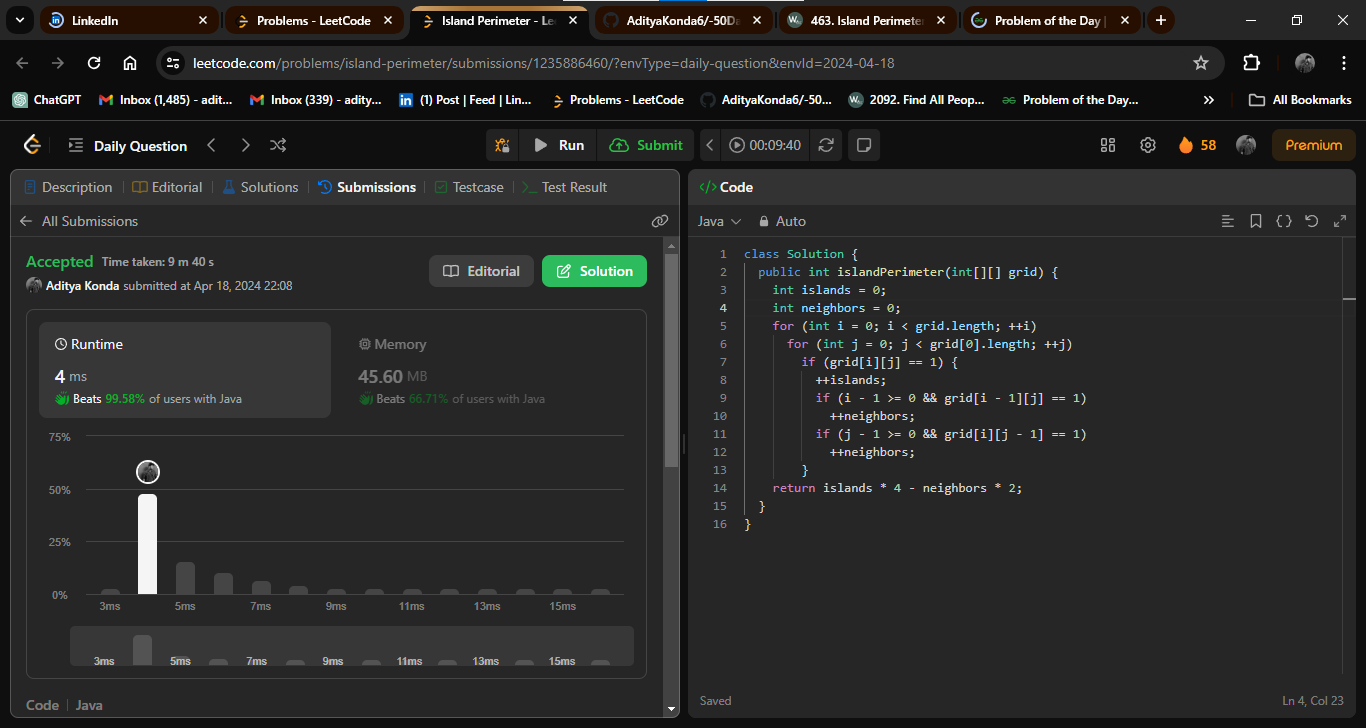 LinkedIn
Problems - LeetCode
Island Perimeter - Le
AdityaKonda6/-50Da
463. Island Perimeter
Problem of the Day |
leetcode.com/problems/island-perimeter/submissions/1235886460/?envType=daily-question&envId=2024-04-18
ChatGPT
Inbox (1,485) - adit...
Inbox (339) - adity...
(1) Post | Feed | Lin...
Problems - LeetCode
AdityaKonda6/-50...
2092. Find All Peop...
Problem of the Day...
All Bookmarks
Daily Question
Run
Submit
00:09:40
58
Premium
Description | Editorial | Solutions | Submissions | Testcase | Test Result
All Submissions
Accepted Time taken: 9 m 40 s
Aditya Konda submitted at Apr 18, 2024 22:08
Editorial
Solution
Runtime
4 ms
Beats 99.58% of users with Java
Memory
45.60 MB
Beats 66.71% of users with Java
75%
50%
25%
0%
3ms 5ms 7ms 9ms 11ms 13ms 15ms
3ms 5ms 7ms 9ms 11ms 13ms 15ms
Code | Java
</> Code
Java Auto
1 class Solution {
2 public int islandPerimeter(int[][] grid) {
3 int islands = 0;
4 int neighbors = 0;
5 for (int i = 0; i < grid.length; ++i)
6 for (int j = 0; j < grid[0].length; ++j)
7 if (grid[i][j] == 1) {
8 ++islands;
9 if (i - 1 >= 0 && grid[i - 1][j] == 1)
10 ++neighbors;
11 if (j - 1 >= 0 && grid[i][j - 1] == 1)
12 ++neighbors;
13 }
14 return islands * 4 - neighbors * 2;
15 }
16 }
Saved
Ln 4, Col 23